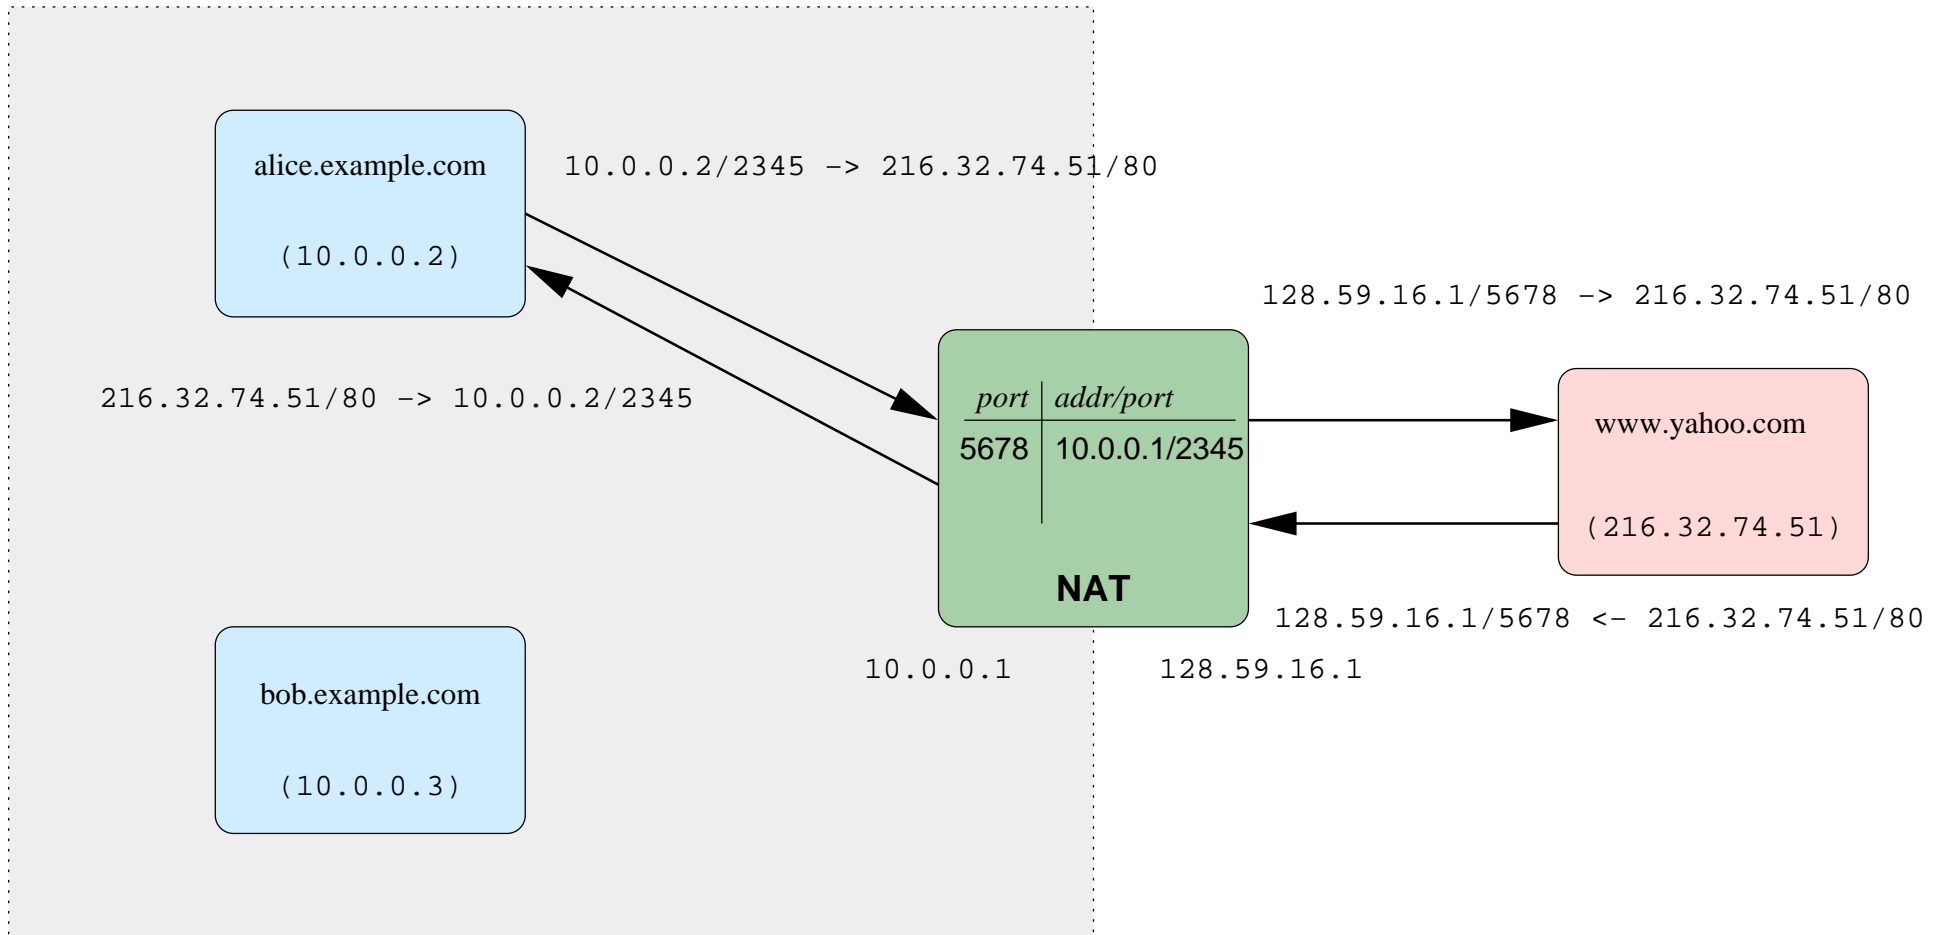 alice.example.com
(10.0.0.2)
10.0.0.2/2345 −> 216.32.74.51/80
216.32.74.51/80 −> 10.0.0.2/2345
128.59.16.1/5678 −> 216.32.74.51/80
port addr/port
5678 10.0.0.1/2345
NAT
www.yahoo.com
(216.32.74.51)
128.59.16.1/5678 <− 216.32.74.51/80
10.0.0.1
128.59.16.1
bob.example.com
(10.0.0.3)